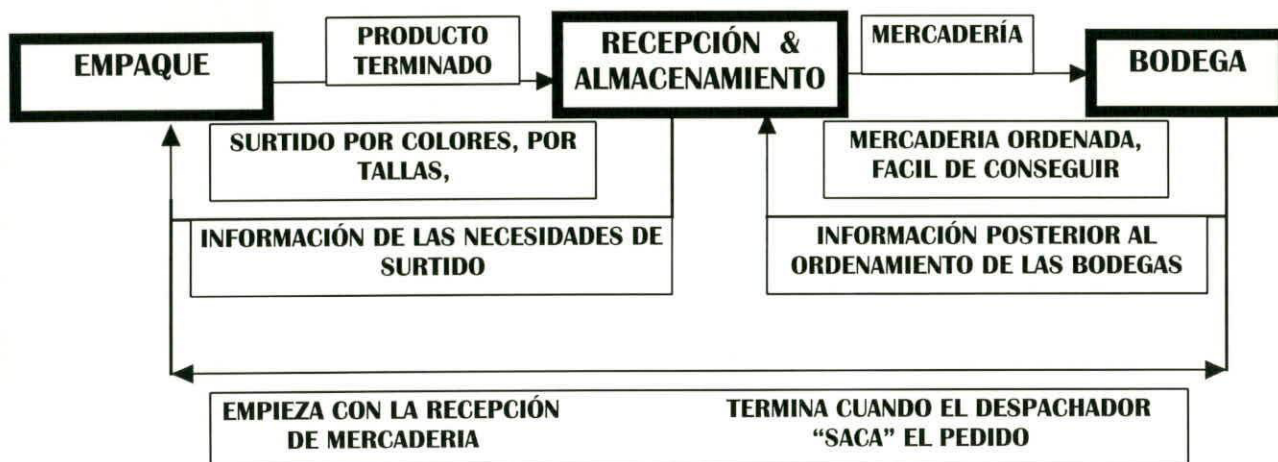 EMPAQUE
PRODUCTO
TERMINADO
RECEPCIÓN &
ALMACENAMIENTO
MERCADERÍA
BODEGA
SURTIDO POR COLORES, POR
TALLAS,
MERCADERIA ORDENADA,
FACIL DE CONSEGUIR
INFORMACIÓN DE LAS NECESIDADES DE
SURTIDO
INFORMACIÓN POSTERIOR AL
ORDENAMIENTO DE LAS BODEGAS
EMPIEZA CON LA RECEPCIÓN
DE MERCADERIA
TERMINA CUANDO EL DESPACHADOR
“SACA” EL PEDIDO